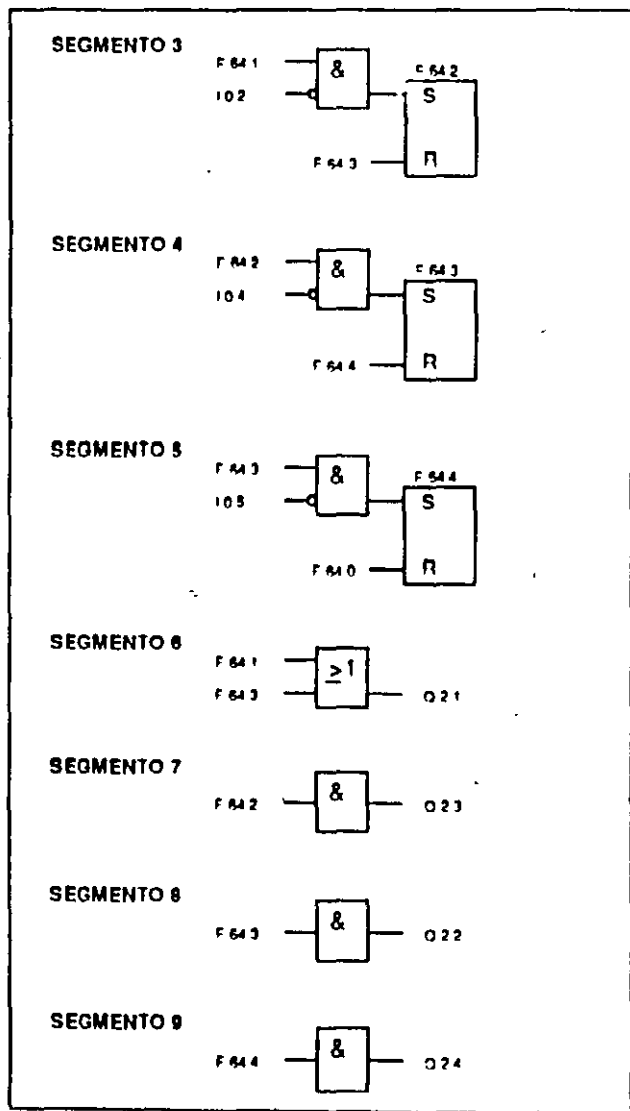 SEGMENTO 3
F 64.1
&
F 64.2
I 0.2
S
F 64.3
R
SEGMENTO 4
F 64.2
&
F 64.3
I 0.4
S
F 64.4
R
SEGMENTO 5
F 64.3
&
F 64.4
I 0.5
S
F 64.0
R
SEGMENTO 6
F 64.1
≥1
F 64.3
Q 2.1
SEGMENTO 7
&
F 64.2
Q 2.3
SEGMENTO 8
&
F 64.3
Q 2.2
SEGMENTO 9
&
F 64.4
Q 2.4